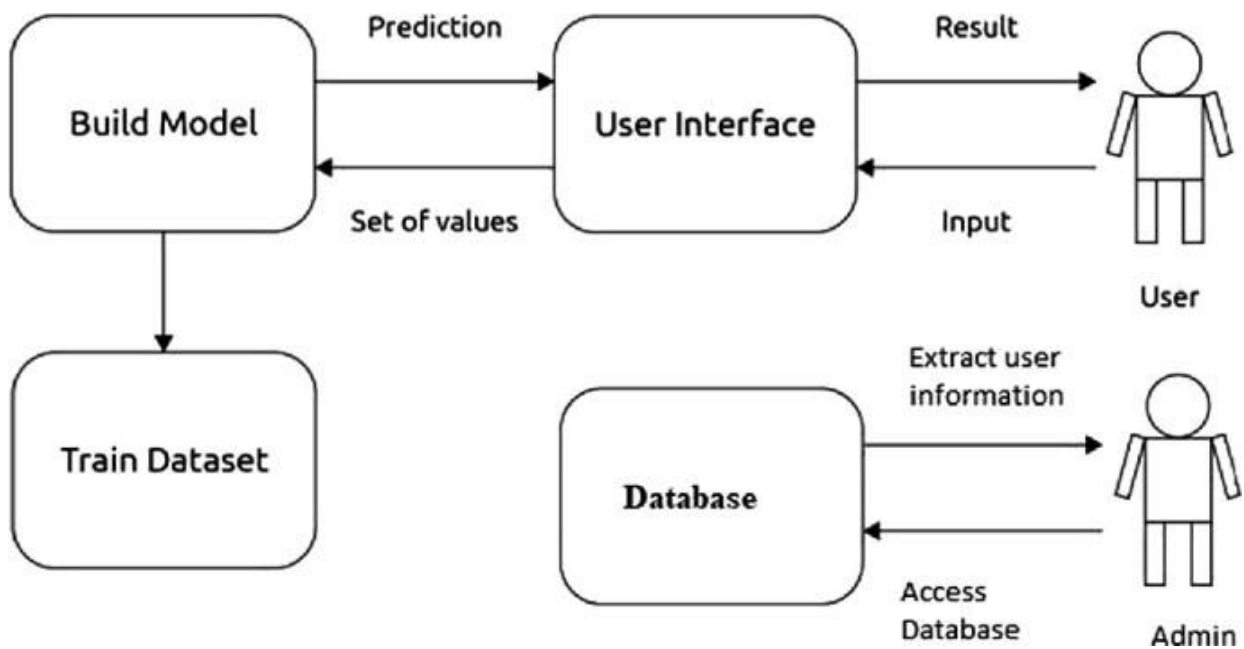 Prediction
Result
Build Model
User Interface
Set of values
Input
User
Extract user
information
Train Dataset
Database
Access
Database
Admin